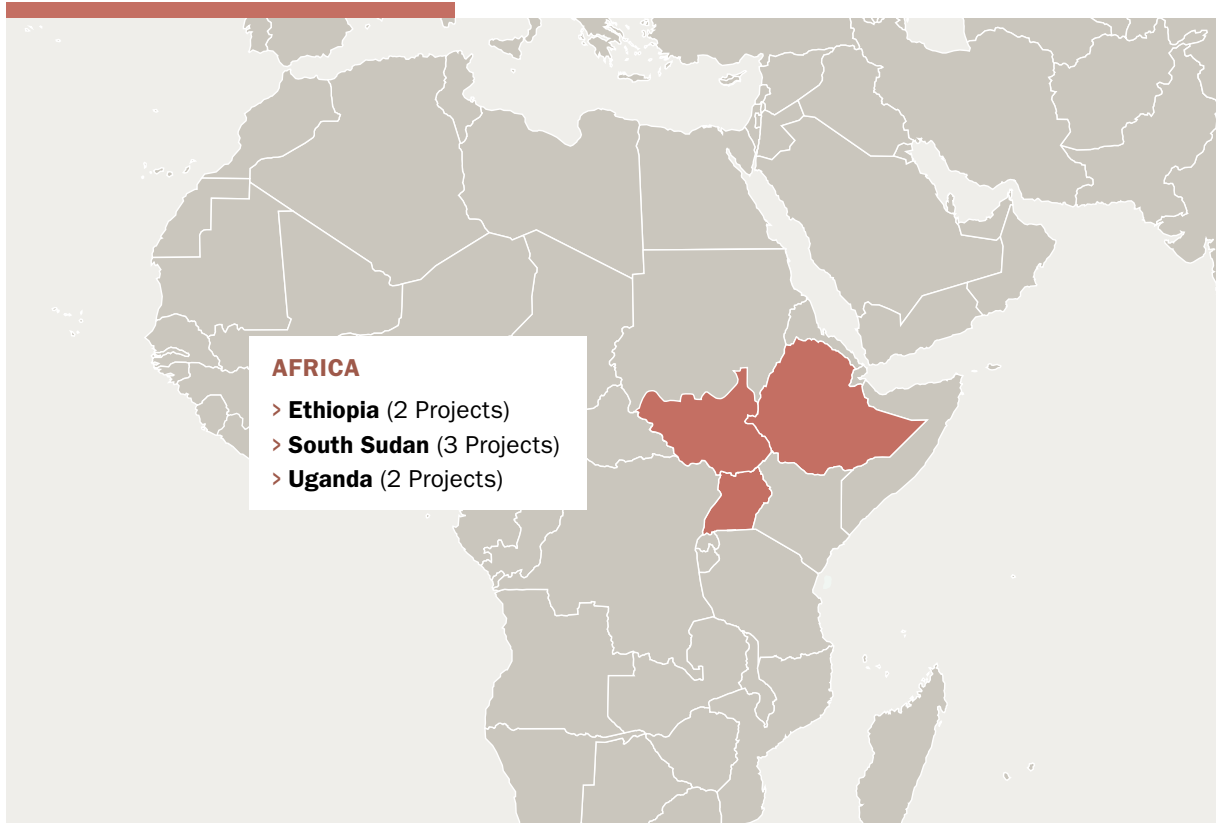 AFRICA
> Ethiopia (2 Projects)
> South Sudan (3 Projects)
> Uganda (2 Projects)